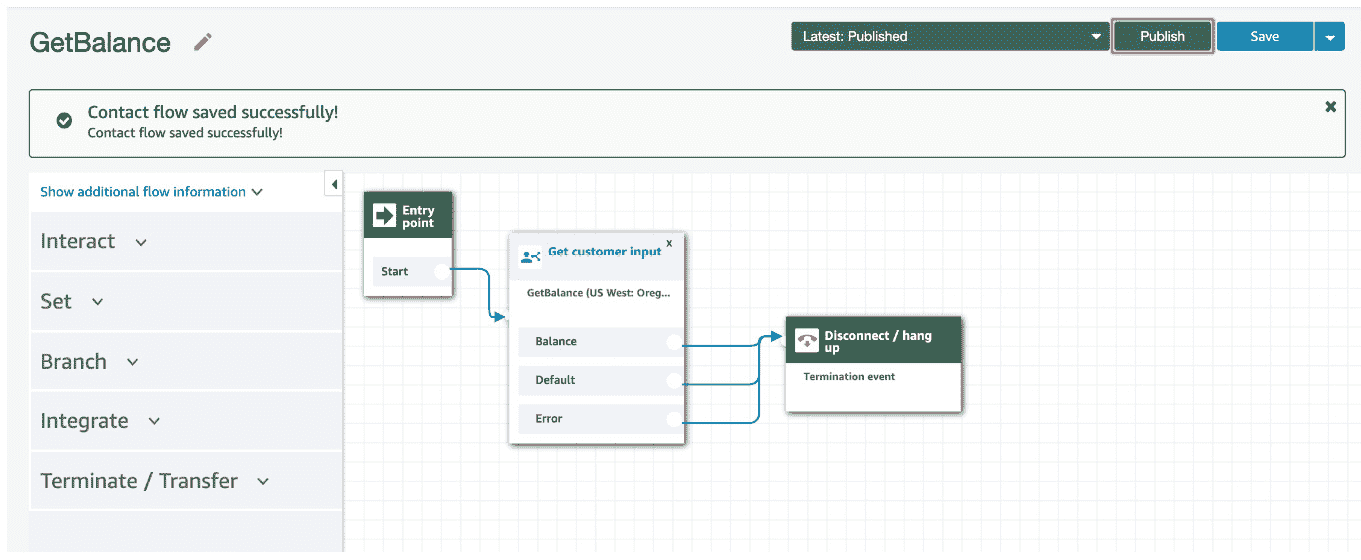 GetBalance
Latest: Published
Publish
Save
Contact flow saved successfully!
Contact flow saved successfully!
Show additional flow information
Interact
Set
Branch
Integrate
Terminate / Transfer
Entry
point
Start
x
Get customer input
GetBalance (US West: Oreg...
Balance
Default
Error
Disconnect / hang
up
Termination event